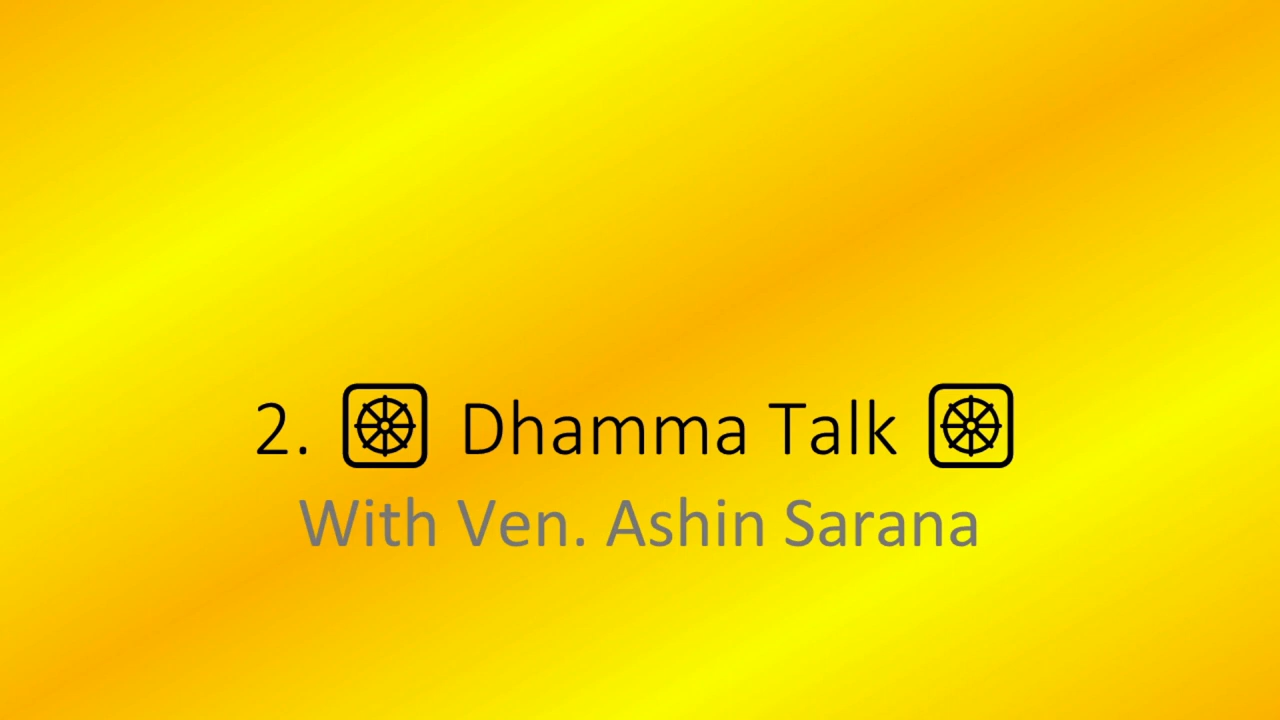 2. ☸ Dhamma Talk ☸
With Ven. Ashin Sarana